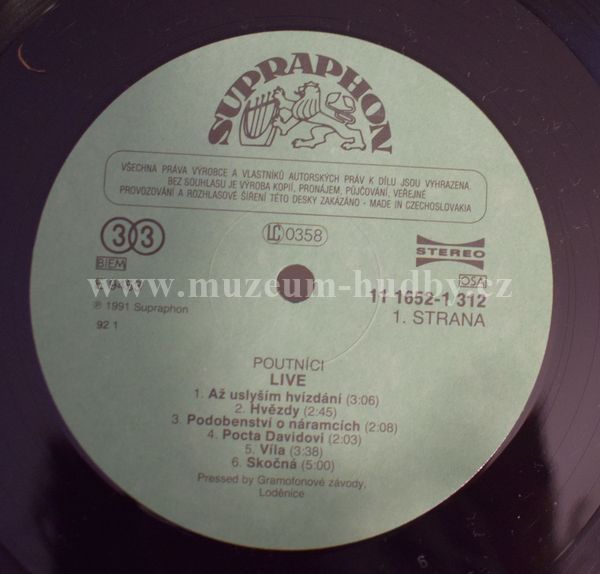 SUPRAPHON
VŠECHNA PRÁVA VÝROBCE A VLASTNÍKŮ AUTORSKÝCH PRÁV K DÍLU JSOU VYHRAZENA.
BEZ SOUHLASU JE VÝROBA KOPIÍ, PRONÁJEM, PŮJČOVÁNÍ, VEŘEJNÉ
PROVOZOVÁNÍ A ROZHLASOVÉ ŠÍŘENÍ TÉTO DESKY ZAKÁZÁNO - MADE IN CZECHOSLOVAKIA
33
LC 0358
STEREO
BIEM
OSA
www.muzeum-hudby.cz
11 1652-1 312
℗ 1991 Supraphon
1. STRANA
92 1
POUTNÍCI
LIVE
1. Až uslyším hvízdání (3:06)
2. Hvězdy (2:45)
3. Podobenství o náramcích (2:08)
4. Pocta Davidovi (2:03)
5. Víla (3:38)
6. Skočná (5:00)
Pressed by Gramofonové závody,
Loděnice